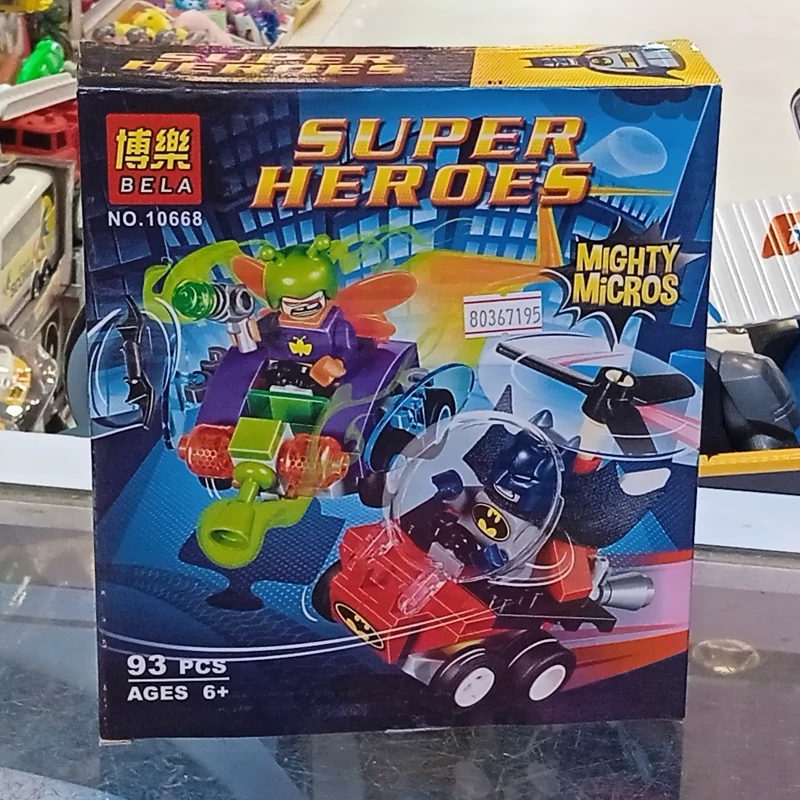 SUPER HEROES
博樂
BELA
NO.10668
SUPER
HEROES
MIGHTY
MICROS
80367195
93 PCS
AGES 6+